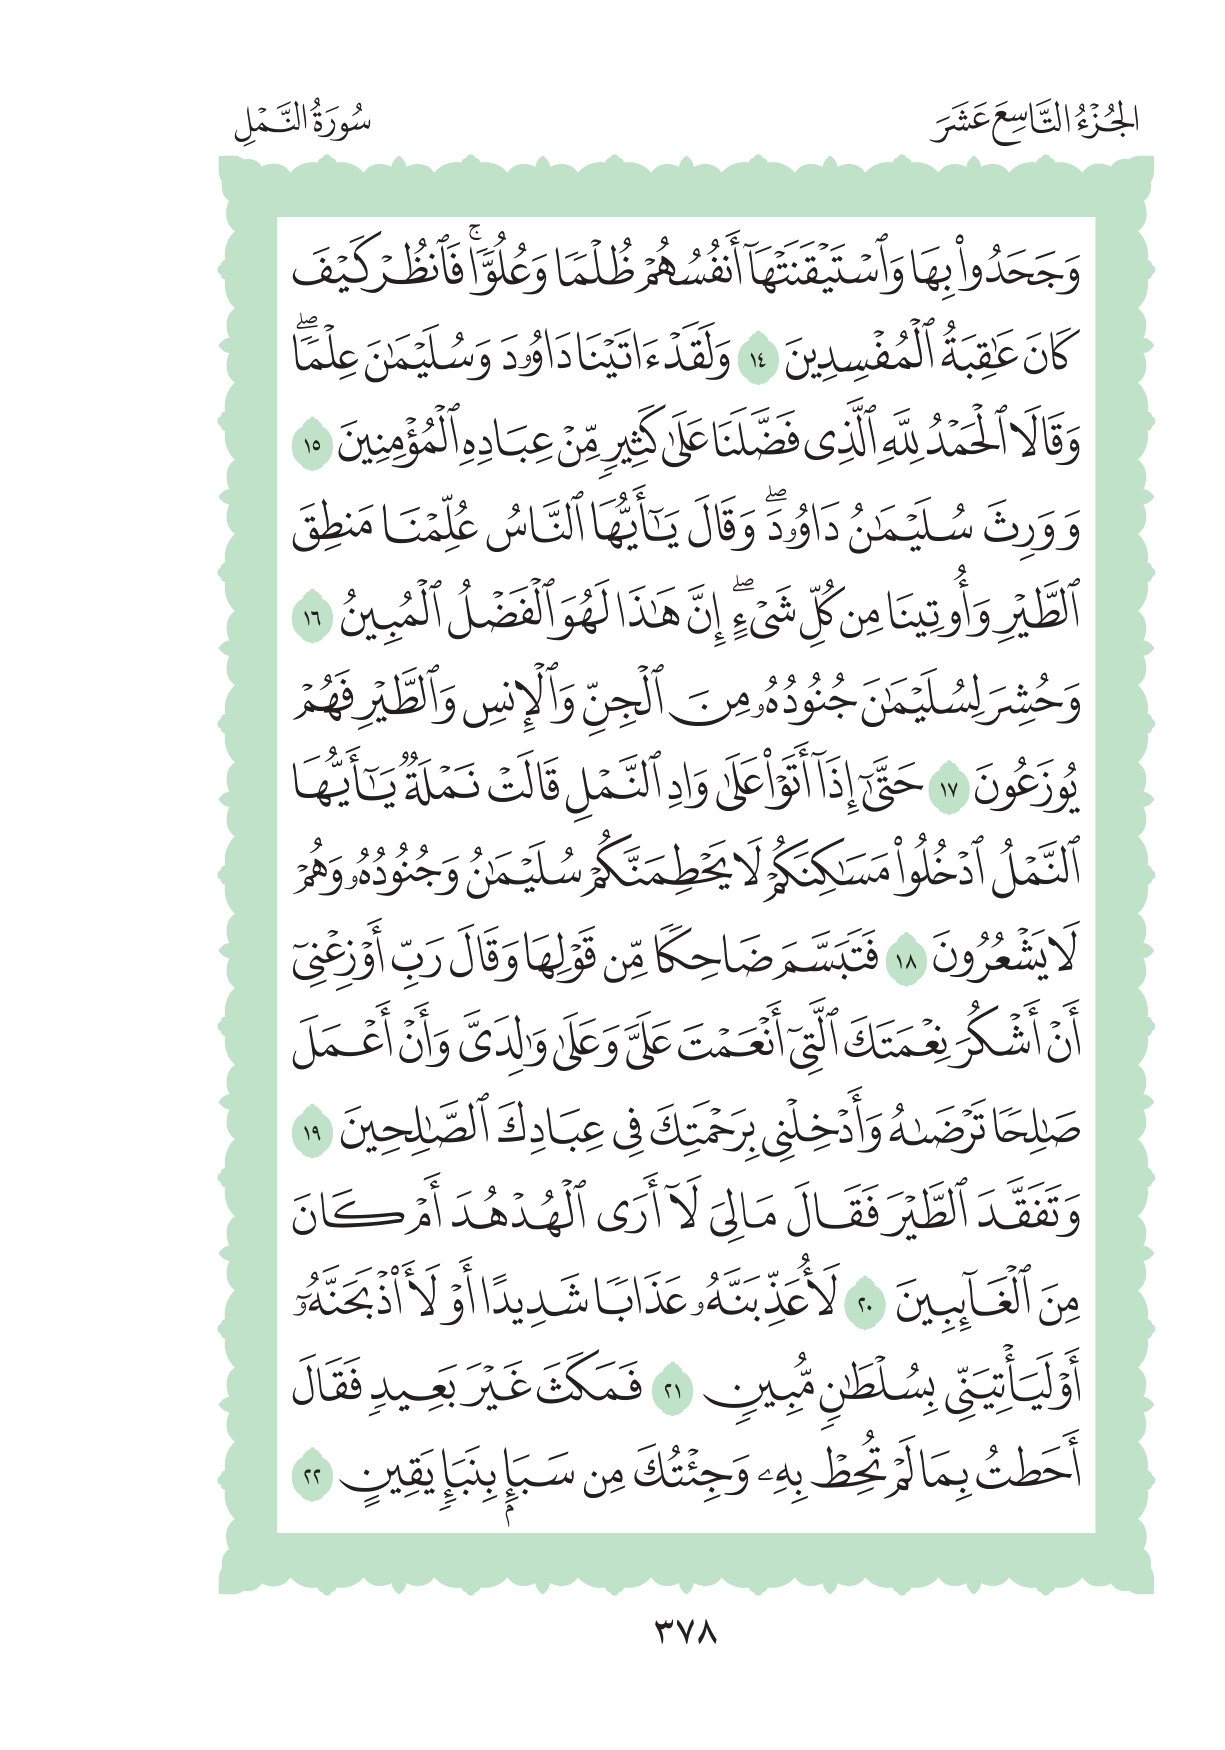 الجُزْءُ التَّاسِعَ عَشَرَ
سُورَةُ النَّمْلِ
وَجَحَدُواْ بِهَا وَٱسْتَيْقَنَتْهَآ أَنفُسُهُمْ ظُلْمًا وَعُلُوًّاۚ فَٱنظُرْ كَيْفَ
كَانَ عَٰقِبَةُ ٱلْمُفْسِدِينَ ١٤ وَلَقَدْ ءَاتَيْنَا دَاوُۥدَ وَسُلَيْمَٰنَ عِلْمًاۖ
وَقَالَا ٱلْحَمْدُ لِلَّهِ ٱلَّذِى فَضَّلَنَا عَلَىٰ كَثِيرٍ مِّنْ عِبَادِهِ ٱلْمُؤْمِنِينَ ١٥
وَوَرِثَ سُلَيْمَٰنُ دَاوُۥدَۖ وَقَالَ يَٰٓأَيُّهَا ٱلنَّاسُ عُلِّمْنَا مَنطِقَ
ٱلطَّيْرِ وَأُوتِينَا مِن كُلِّ شَىْءٍۖ إِنَّ هَٰذَا لَهُوَ ٱلْفَضْلُ ٱلْمُبِينُ ١٦
وَحُشِرَ لِسُلَيْمَٰنَ جُنُودُهُۥ مِنَ ٱلْجِنِّ وَٱلْإِنسِ وَٱلطَّيْرِ فَهُمْ
يُوزَعُونَ ١٧ حَتَّىٰٓ إِذَآ أَتَوْاْ عَلَىٰ وَادِ ٱلنَّمْلِ قَالَتْ نَمْلَةٌ يَٰٓأَيُّهَا
ٱلنَّمْلُ ٱدْخُلُواْ مَسَٰكِنَكُمْ لَا يَحْطِمَنَّكُمْ سُلَيْمَٰنُ وَجُنُودُهُۥ وَهُمْ
لَا يَشْعُرُونَ ١٨ فَتَبَسَّمَ ضَاحِكًا مِّن قَوْلِهَا وَقَالَ رَبِّ أَوْزِعْنِىٓ
أَنْ أَشْكُرَ نِعْمَتَكَ ٱلَّتِىٓ أَنْعَمْتَ عَلَىَّ وَعَلَىٰ وَٰلِدَىَّ وَأَنْ أَعْمَلَ
صَٰلِحًا تَرْضَىٰهُ وَأَدْخِلْنِى بِرَحْمَتِكَ فِى عِبَادِكَ ٱلصَّٰلِحِينَ ١٩
وَتَفَقَّدَ ٱلطَّيْرَ فَقَالَ مَا لِىَ لَآ أَرَى ٱلْهُدْهُدَ أَمْ كَانَ
مِنَ ٱلْغَآئِبِينَ ٢٠ لَأُعَذِّبَنَّهُۥ عَذَابًا شَدِيدًا أَوْ لَأَاْذْبَحَنَّهُۥٓ
أَوْ لَيَأْتِيَنِّى بِسُلْطَٰنٍ مُّبِينٍ ٢١ فَمَكَثَ غَيْرَ بَعِيدٍ فَقَالَ
أَحَطتُ بِمَا لَمْ تُحِطْ بِهِۦ وَجِئْتُكَ مِن سَبَإٍۭ بِنَبَإٍ يَقِينٍ ٢٢
٣٧٨